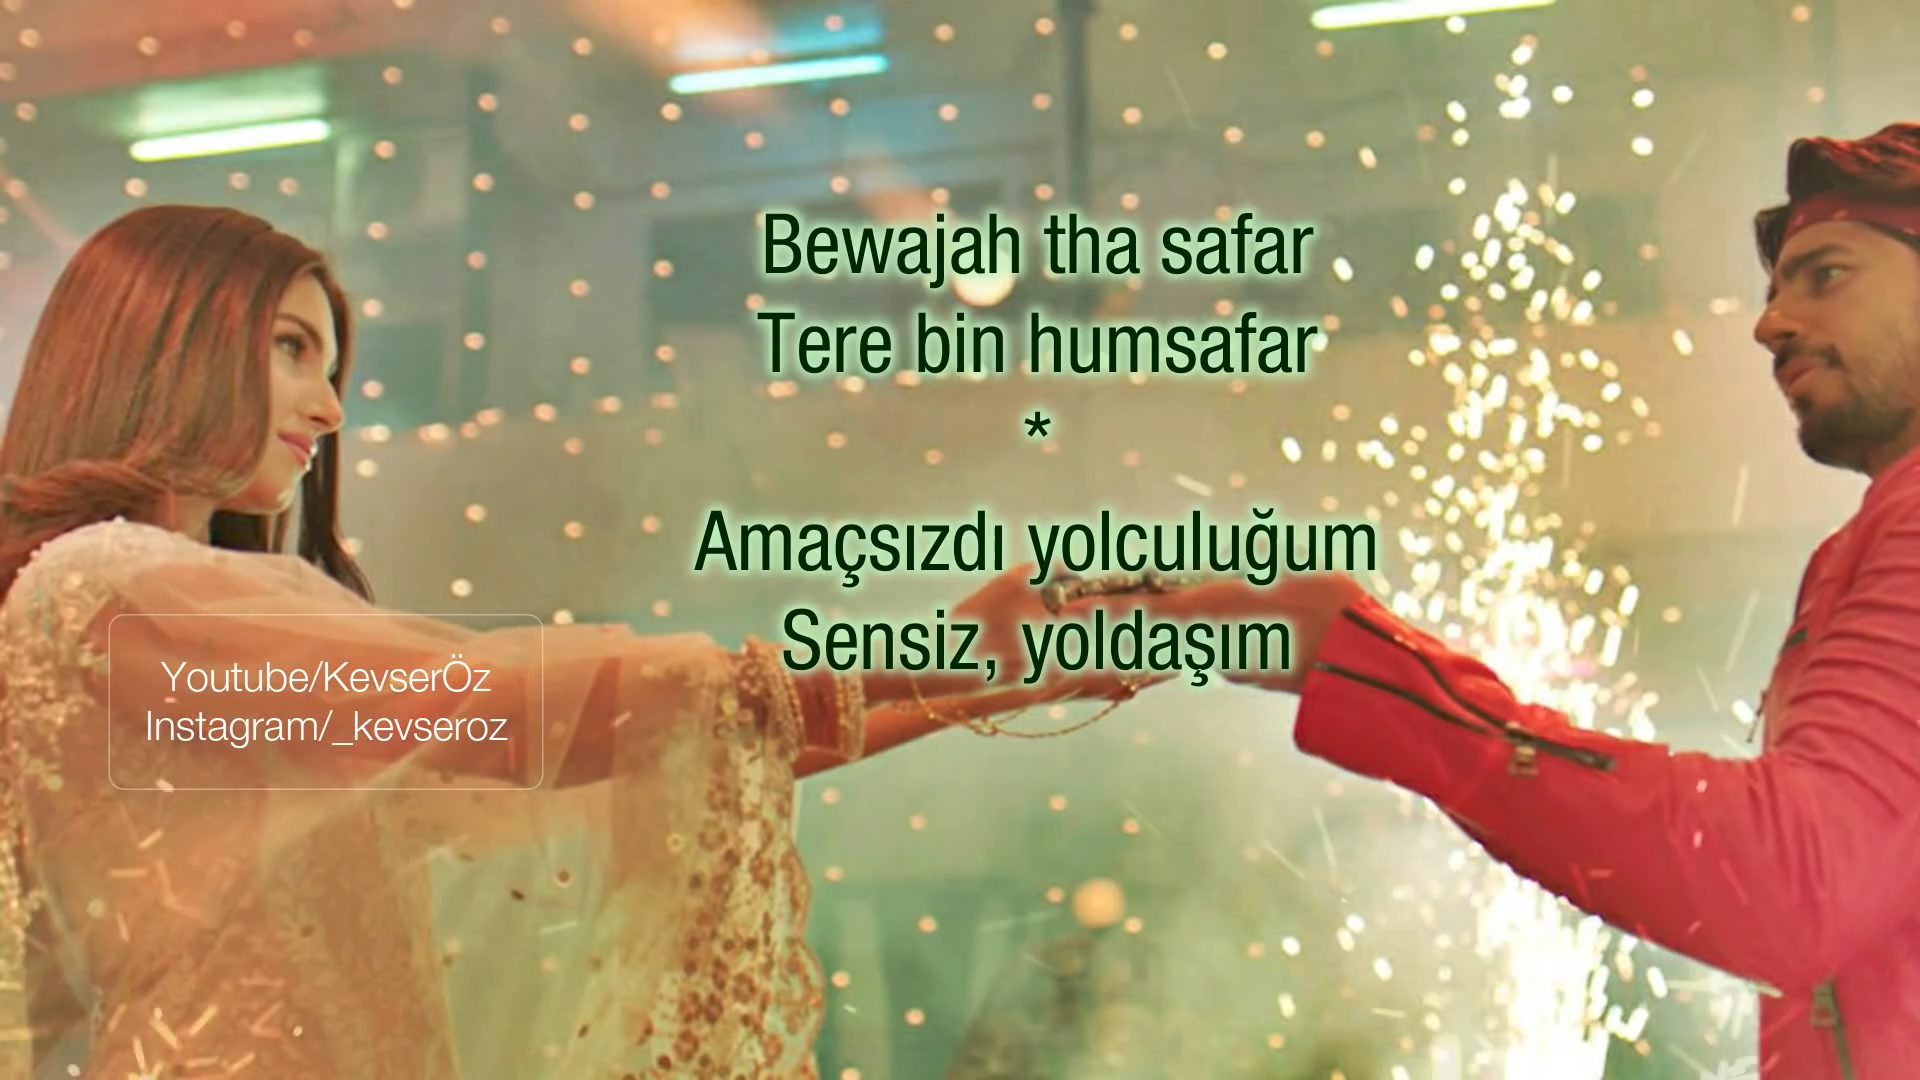 Bewajah tha safar
Tere bin humsafar
*
Amaçsızdı yolculuğum
Sensiz, yoldaşım
Youtube/KevserÖz
Instagram/_kevseroz